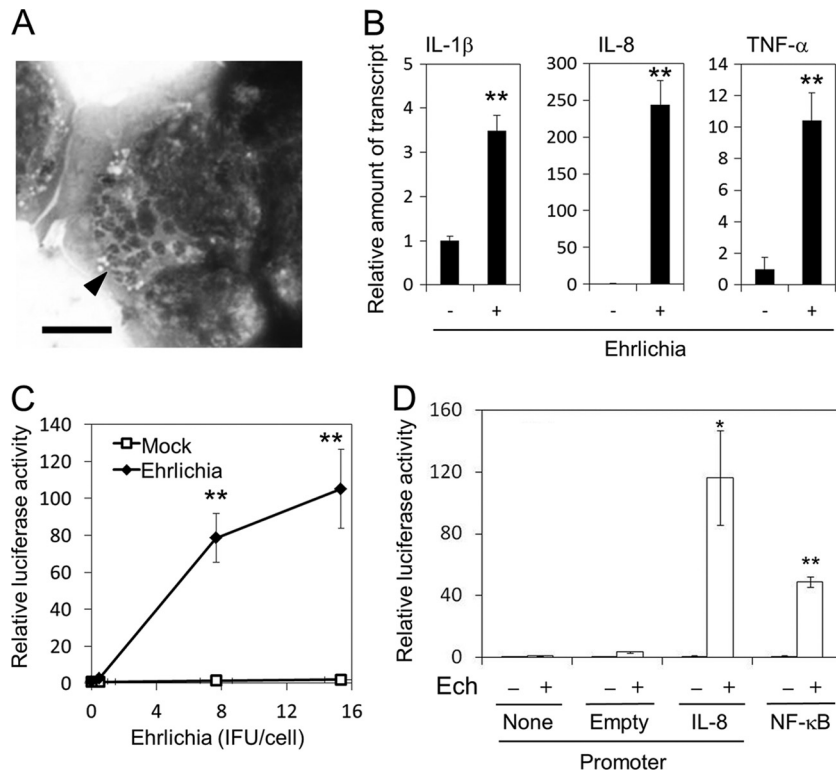 A
B
IL-1β IL-8 TNF-α
Relative amount of transcript
5 4 3 2 1 0
**
300 250 200 150 100 50 0
**
14 12 10 8 6 4 2 0
**
- + - + - +
Ehrlichia
C
Relative luciferase activity
140 120 100 80 60 40 20 0
Mock
Ehrlichia
**
**
0 4 8 12 16
Ehrlichia (IFU/cell)
D
Relative luciferase activity
160 120 80 40 0
*
**
Ech – + – + – + – +
None Empty IL-8 NF-κB
Promoter